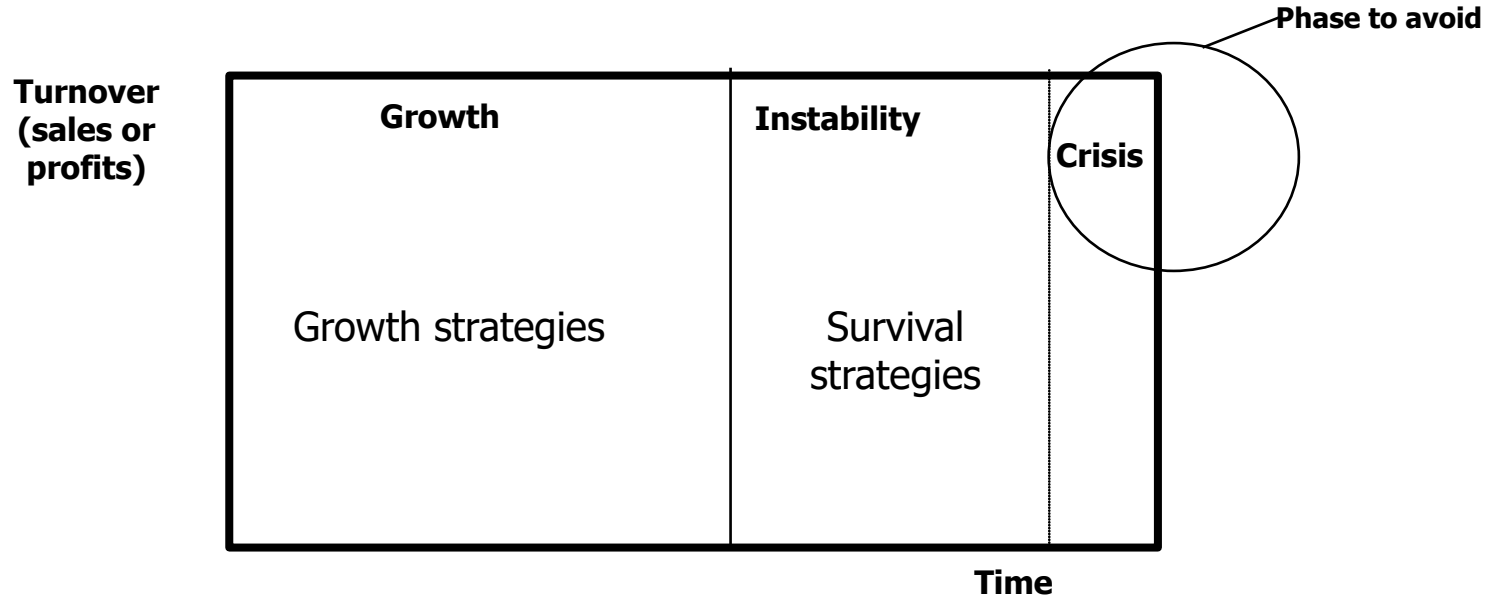 Phase to avoid
Turnover
(sales or
profits)
Growth
Instability
Crisis
Growth strategies
Survival
strategies
Time